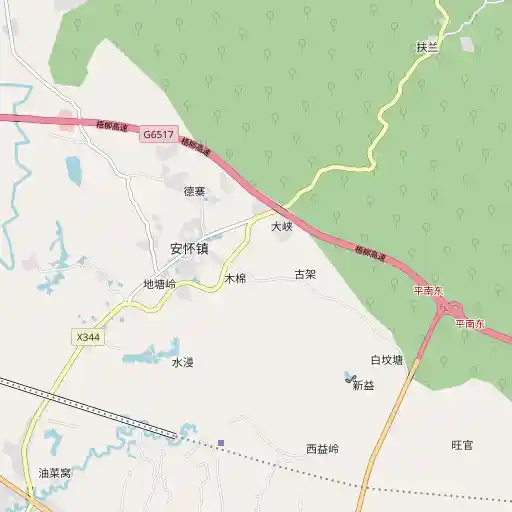 扶兰
梧柳高速
G6517
梧柳高速
德寨
大峡
安怀镇
梧柳高速
古架
木棉
地塘岭
平南东
平南东
X344
水浸
白坟塘
新益
西益岭
旺官
油菜窝